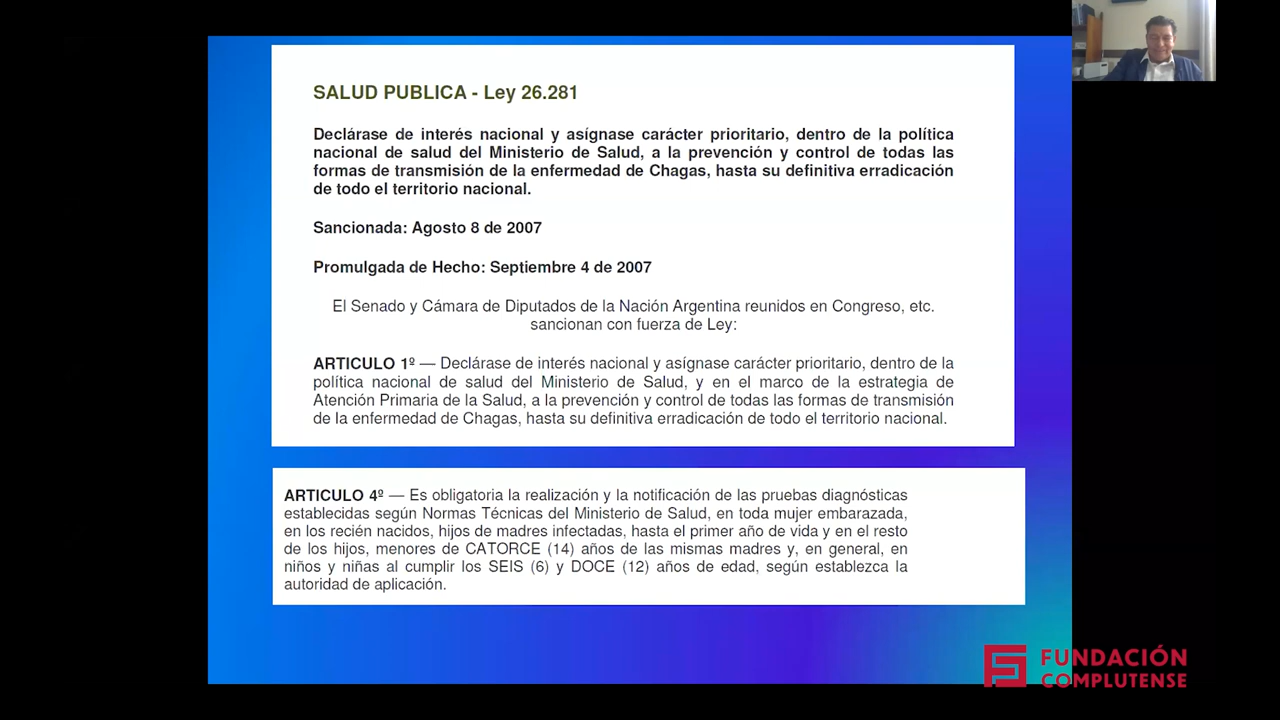 SALUD PUBLICA - Ley 26.281
Declárase de interés nacional y asígnase carácter prioritario, dentro de la política
nacional de salud del Ministerio de Salud, a la prevención y control de todas las
formas de transmisión de la enfermedad de Chagas, hasta su definitiva erradicación
de todo el territorio nacional.
Sancionada: Agosto 8 de 2007
Promulgada de Hecho: Septiembre 4 de 2007
El Senado y Cámara de Diputados de la Nación Argentina reunidos en Congreso, etc.
sancionan con fuerza de Ley:
ARTICULO 1º — Declárase de interés nacional y asígnase carácter prioritario, dentro de la
política nacional de salud del Ministerio de Salud, y en el marco de la estrategia de
Atención Primaria de la Salud, a la prevención y control de todas las formas de transmisión
de la enfermedad de Chagas, hasta su definitiva erradicación de todo el territorio nacional.
ARTICULO 4º — Es obligatoria la realización y la notificación de las pruebas diagnósticas
establecidas según Normas Técnicas del Ministerio de Salud, en toda mujer embarazada,
en los recién nacidos, hijos de madres infectadas, hasta el primer año de vida y en el resto
de los hijos, menores de CATORCE (14) años de las mismas madres y, en general, en
niños y niñas al cumplir los SEIS (6) y DOCE (12) años de edad, según establezca la
autoridad de aplicación.
FUNDACIÓN
COMPLUTENSE